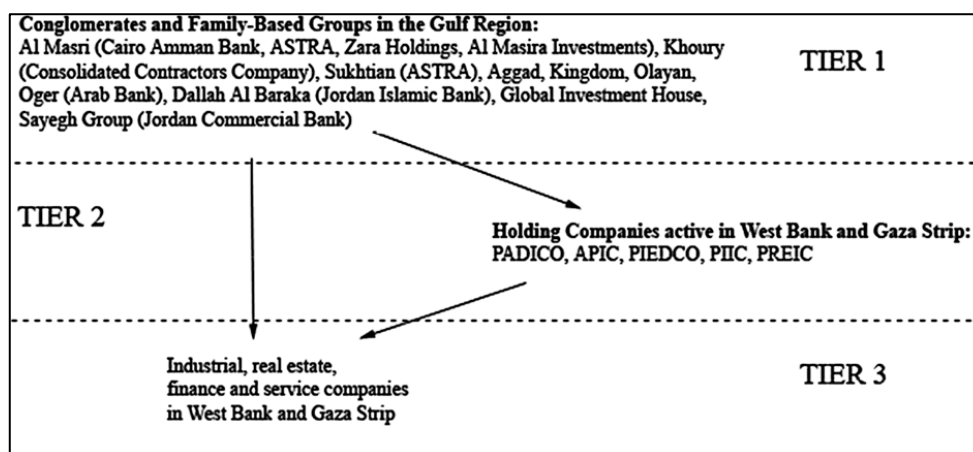 Conglomerates and Family-Based Groups in the Gulf Region:
Al Masri (Cairo Amman Bank, ASTRA, Zara Holdings, Al Masira Investments), Khoury
(Consolidated Contractors Company), Sukhtian (ASTRA), Aggad, Kingdom, Olayan,
Oger (Arab Bank), Dallah Al Baraka (Jordan Islamic Bank), Global Investment House,
Sayegh Group (Jordan Commercial Bank)
TIER 1
TIER 2
Holding Companies active in West Bank and Gaza Strip:
PADICO, APIC, PIEDCO, PIIC, PREIC
Industrial, real estate,
finance and service companies
in West Bank and Gaza Strip
TIER 3